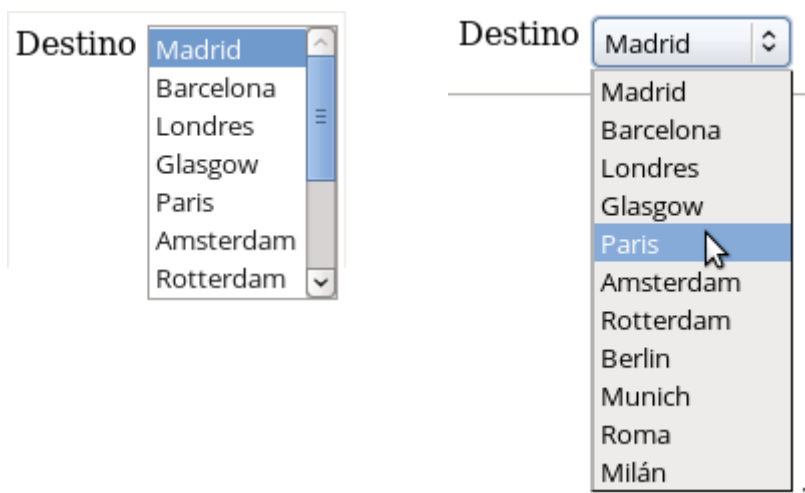 Destino
Madrid
Barcelona
Londres
Glasgow
Paris
Amsterdam
Rotterdam
Destino
Madrid
Madrid
Barcelona
Londres
Glasgow
Paris
Amsterdam
Rotterdam
Berlin
Munich
Roma
Milán